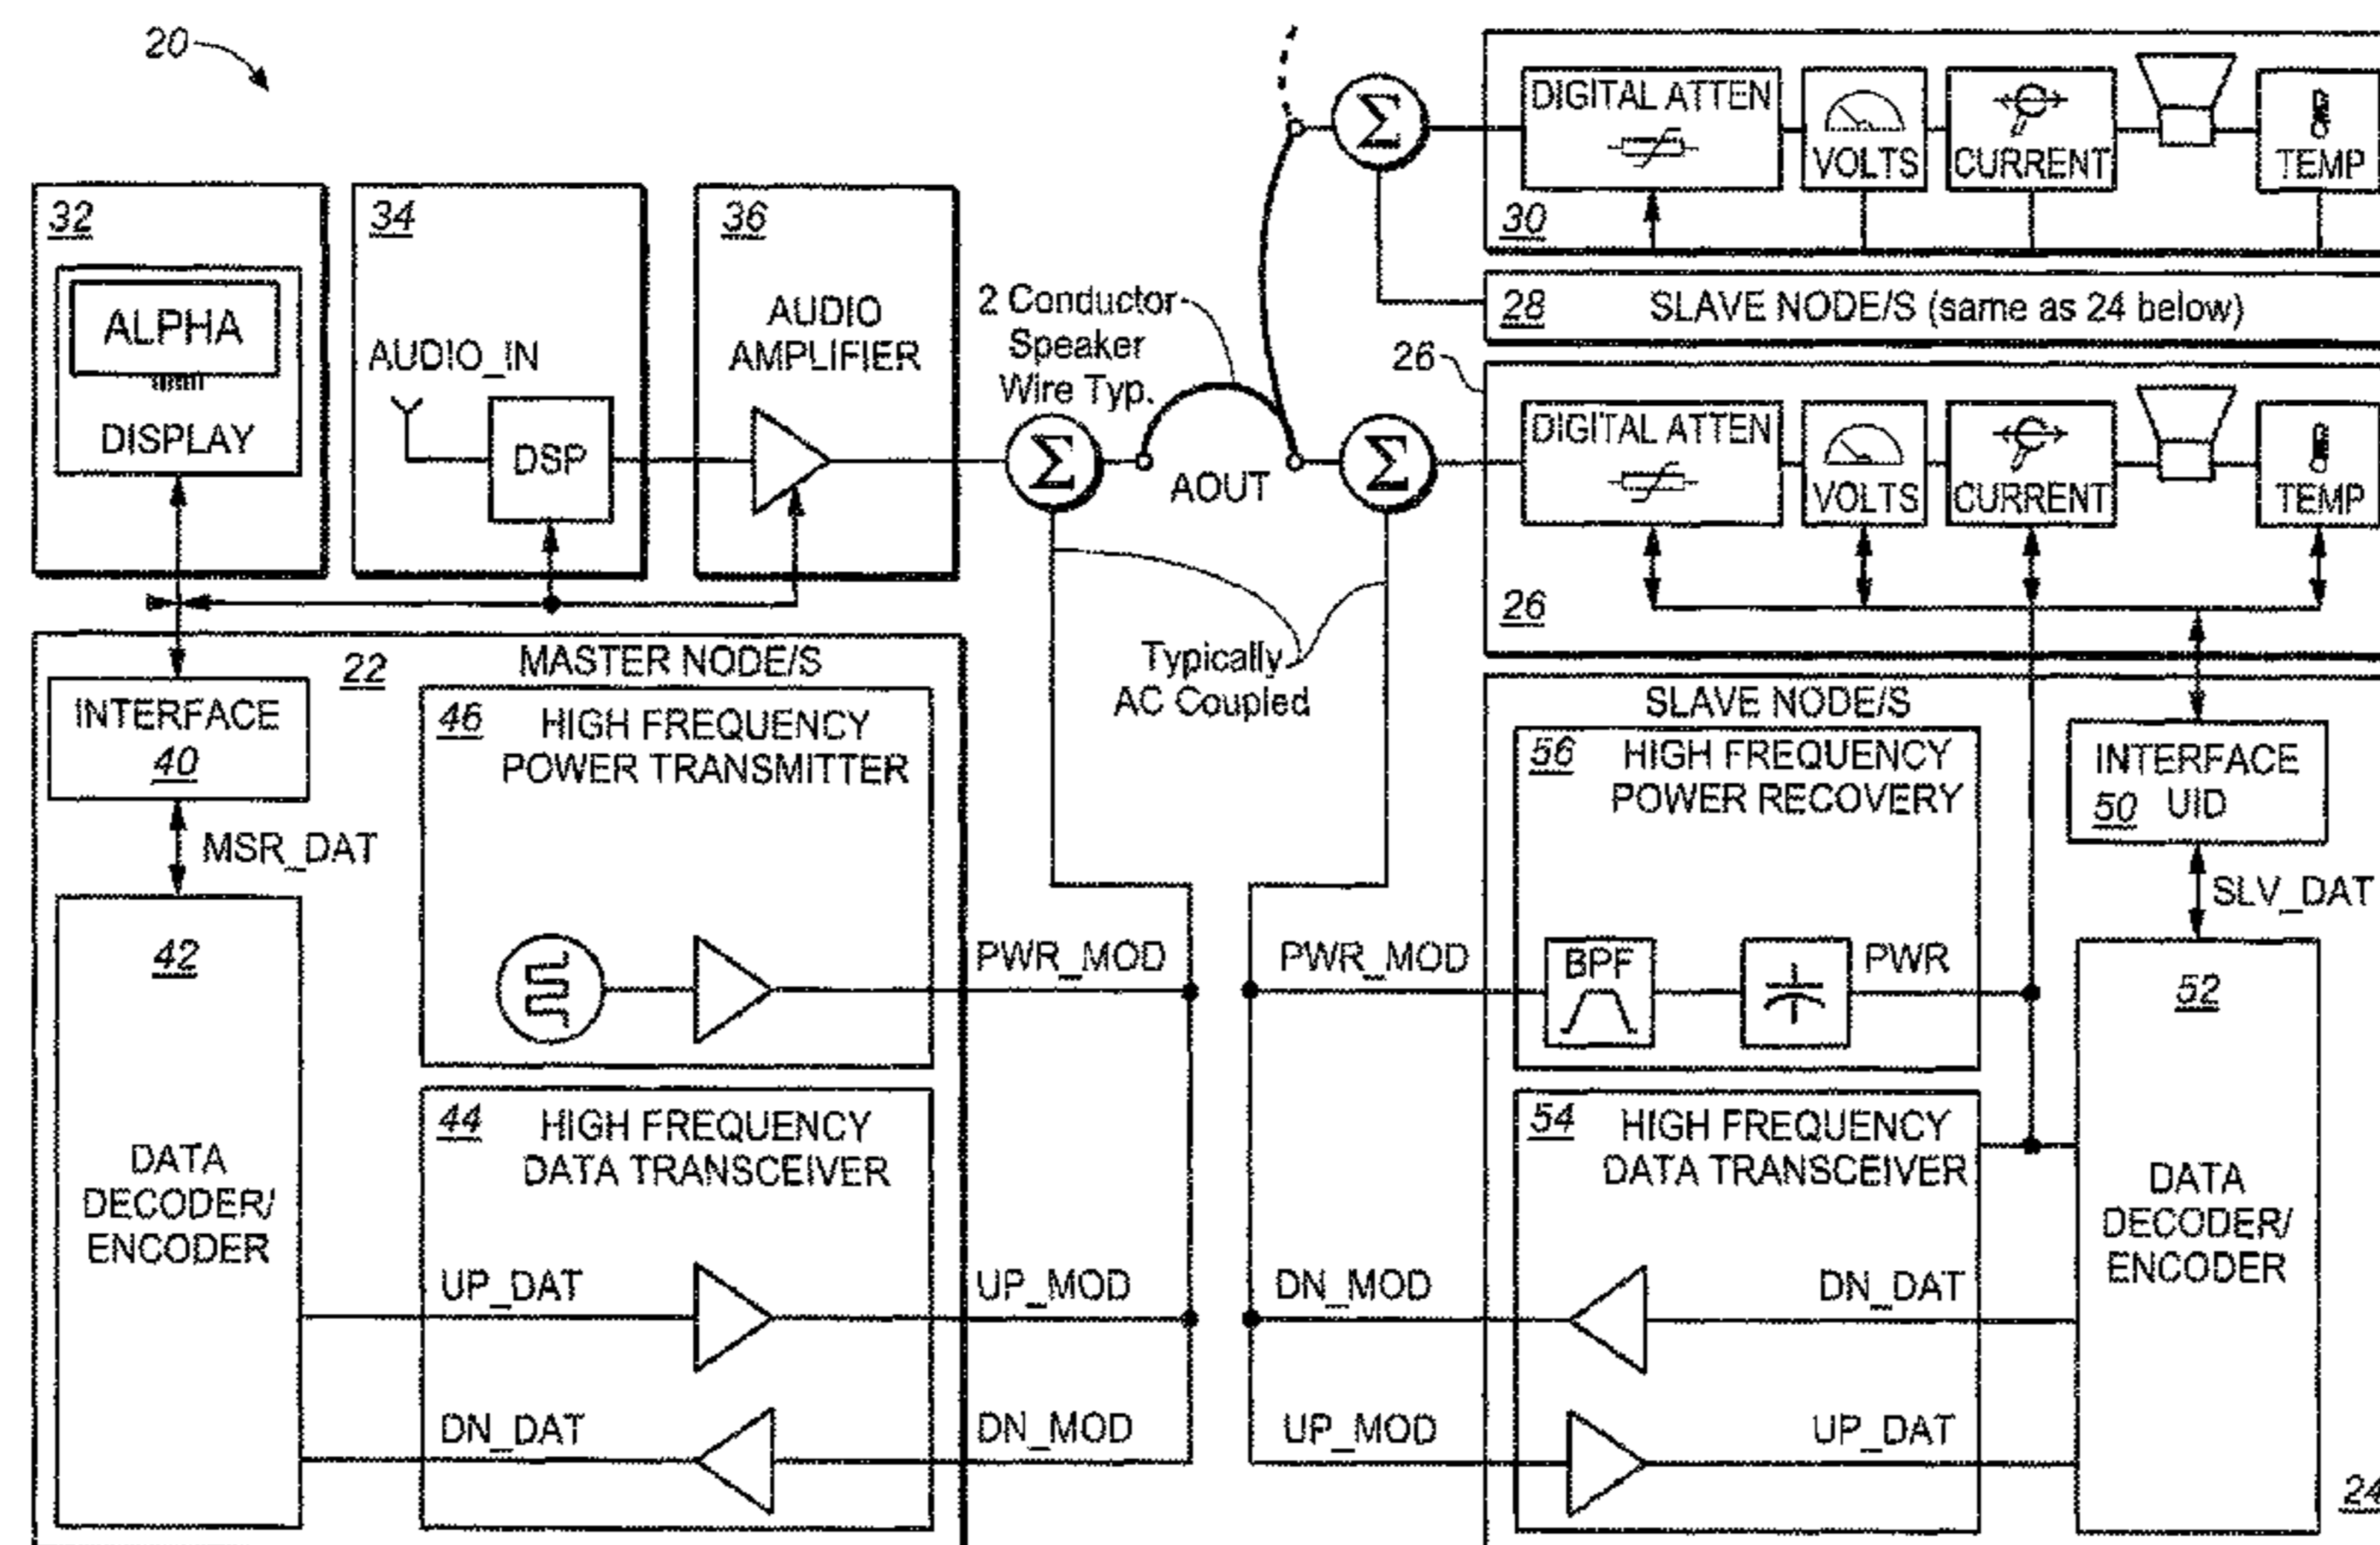 20
32
ALPHA
DISPLAY
34
AUDIO_IN
DSP
36
AUDIO
AMPLIFIER
2 Conductor
Speaker
Wire Typ.
Σ
AOUT
Σ
Σ
DIGITAL ATTEN
VOLTS
CURRENT
TEMP
30
28
SLAVE NODE/S (same as 24 below)
26
DIGITAL ATTEN
VOLTS
CURRENT
TEMP
26
Typically
AC Coupled
22
MASTER NODE/S
INTERFACE
40
MSR_DAT
42
DATA
DECODER/
ENCODER
46
HIGH FREQUENCY
POWER TRANSMITTER
PWR_MOD
44
HIGH FREQUENCY
DATA TRANSCEIVER
UP_DAT
UP_MOD
DN_DAT
DN_MOD
SLAVE NODE/S
56
HIGH FREQUENCY
POWER RECOVERY
PWR_MOD
BPF
PWR
INTERFACE
50 UID
SLV_DAT
52
DATA
DECODER/
ENCODER
54
HIGH FREQUENCY
DATA TRANSCEIVER
DN_MOD
DN_DAT
UP_MOD
UP_DAT
24